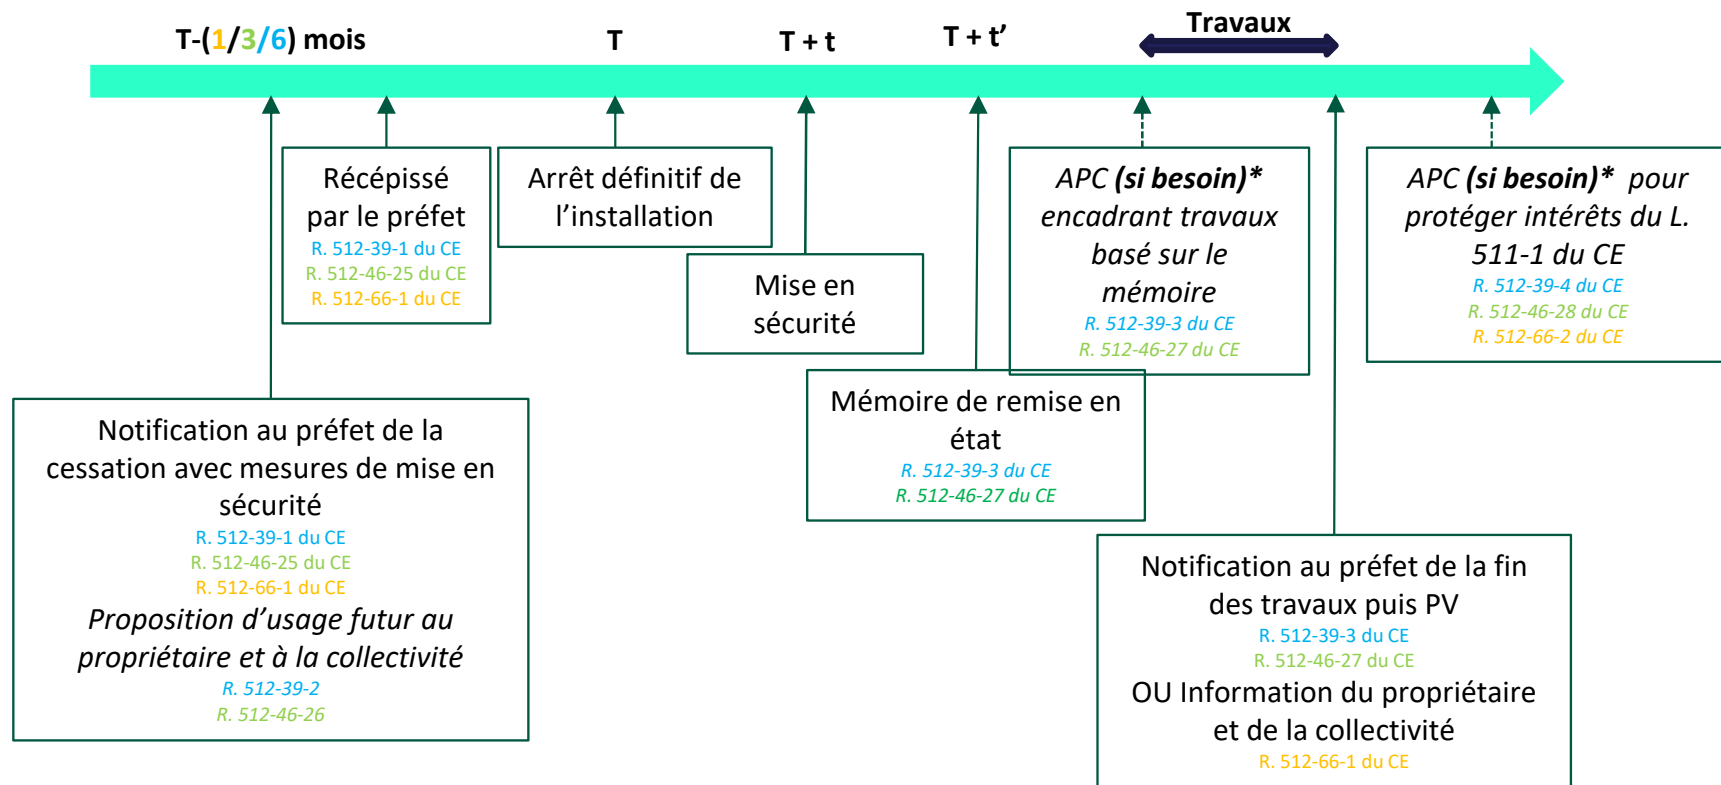 T-(1/3/6) mois
T
T + t
T + t’
Travaux
Récépissé
par le préfet
R. 512-39-1 du CE
R. 512-46-25 du CE
R. 512-66-1 du CE
Arrêt définitif de
l’installation
Mise en
sécurité
APC (si besoin)*
encadrant travaux
basé sur le
mémoire
R. 512-39-3 du CE
R. 512-46-27 du CE
APC (si besoin)* pour
protéger intérêts du L.
511-1 du CE
R. 512-39-4 du CE
R. 512-46-28 du CE
R. 512-66-2 du CE
Notification au préfet de la
cessation avec mesures de mise en
sécurité
R. 512-39-1 du CE
R. 512-46-25 du CE
R. 512-66-1 du CE
Proposition d’usage futur au
propriétaire et à la collectivité
R. 512-39-2
R. 512-46-26
Mémoire de remise en
état
R. 512-39-3 du CE
R. 512-46-27 du CE
Notification au préfet de la fin
des travaux puis PV
R. 512-39-3 du CE
R. 512-46-27 du CE
OU Information du propriétaire
et de la collectivité
R. 512-66-1 du CE